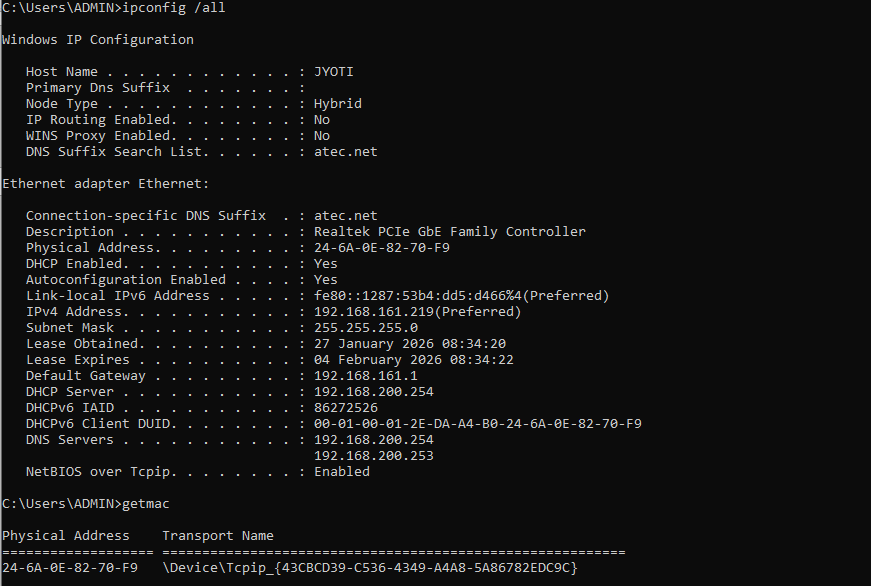 C:\Users\ADMIN>ipconfig /all
Windows IP Configuration
Host Name . . . . . . . . . . . . : JYOTI
Primary Dns Suffix  . . . . . . . :
Node Type . . . . . . . . . . . . : Hybrid
IP Routing Enabled. . . . . . . . : No
WINS Proxy Enabled. . . . . . . . : No
DNS Suffix Search List. . . . . . : atec.net
Ethernet adapter Ethernet:
Connection-specific DNS Suffix  . : atec.net
Description . . . . . . . . . . . : Realtek PCIe GbE Family Controller
Physical Address. . . . . . . . . : 24-6A-0E-82-70-F9
DHCP Enabled. . . . . . . . . . . : Yes
Autoconfiguration Enabled . . . . : Yes
Link-local IPv6 Address . . . . . : fe80::1287:53b4:dd5:d466%4(Preferred)
IPv4 Address. . . . . . . . . . . : 192.168.161.219(Preferred)
Subnet Mask . . . . . . . . . . . : 255.255.255.0
Lease Obtained. . . . . . . . . . : 27 January 2026 08:34:20
Lease Expires . . . . . . . . . . : 04 February 2026 08:34:22
Default Gateway . . . . . . . . . : 192.168.161.1
DHCP Server . . . . . . . . . . . : 192.168.200.254
DHCPv6 IAID . . . . . . . . . . . : 86272526
DHCPv6 Client DUID. . . . . . . . : 00-01-00-01-2E-DA-A4-B0-24-6A-0E-82-70-F9
DNS Servers . . . . . . . . . . . : 192.168.200.254
192.168.200.253
NetBIOS over Tcpip. . . . . . . . : Enabled
C:\Users\ADMIN>getmac
Physical Address    Transport Name
=================== ==========================================================
24-6A-0E-82-70-F9   \Device\Tcpip_{43CBCD39-C536-4349-A4A8-5A86782EDC9C}